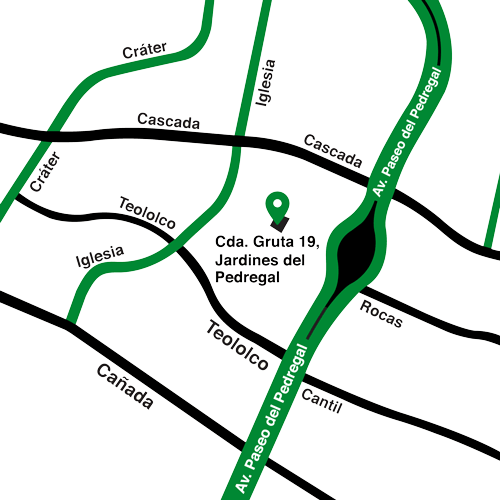 Cráter
Iglesia
Av. Paseo del Pedregal
Cascada
Cascada
Cráter
Teololco
Cda. Gruta 19,
Jardines del
Pedregal
Iglesia
Rocas
Teololco
Cañada
Cantil
Av. Paseo del Pedregal